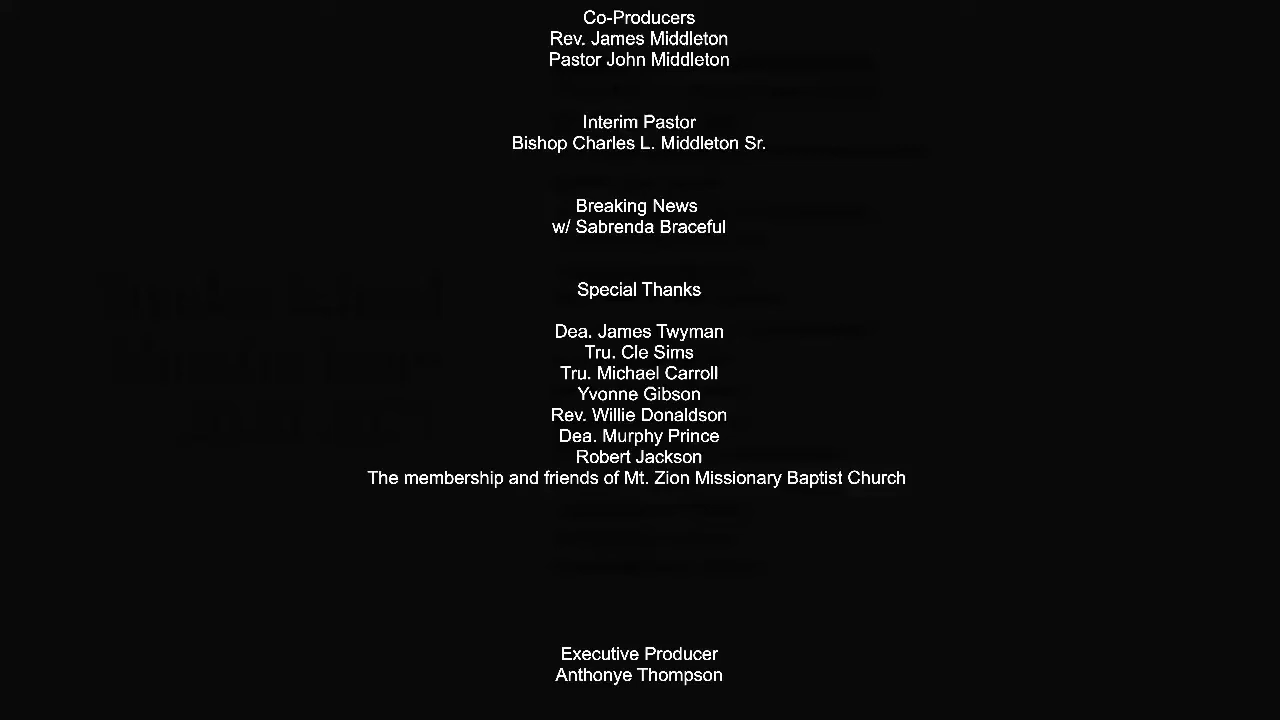 Co-Producers
Rev. James Middleton
Pastor John Middleton
Interim Pastor
Bishop Charles L. Middleton Sr.
Breaking News
w/ Sabrenda Braceful
Special Thanks
Dea. James Twyman
Tru. Cle Sims
Tru. Michael Carroll
Yvonne Gibson
Rev. Willie Donaldson
Dea. Murphy Prince
Robert Jackson
The membership and friends of Mt. Zion Missionary Baptist Church
Executive Producer
Anthonye Thompson